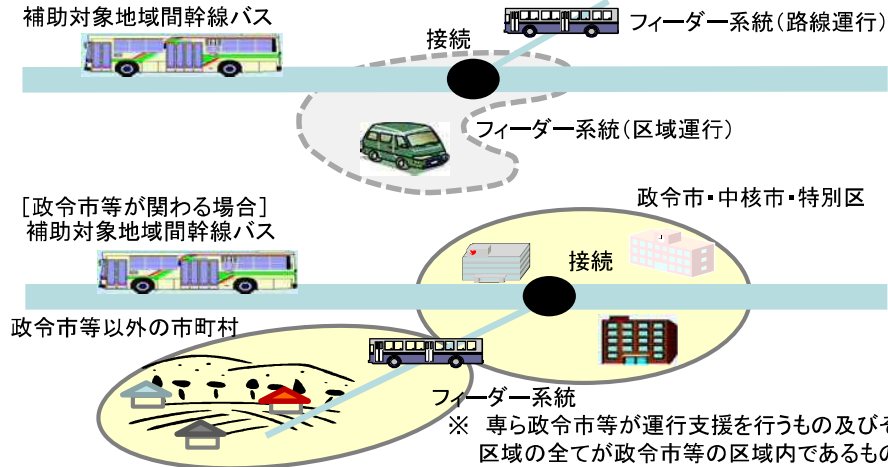 補助対象地域間幹線バス
フィーダー系統(路線運行)
接続
フィーダー系統(区域運行)
[政令市等が関わる場合]
補助対象地域間幹線バス
政令市・中核市・特別区
接続
政令市等以外の市町村
フィーダー系統
※ 専ら政令市等が運行支援を行うもの及びそ
区域の全てが政令市等の区域内であるもの